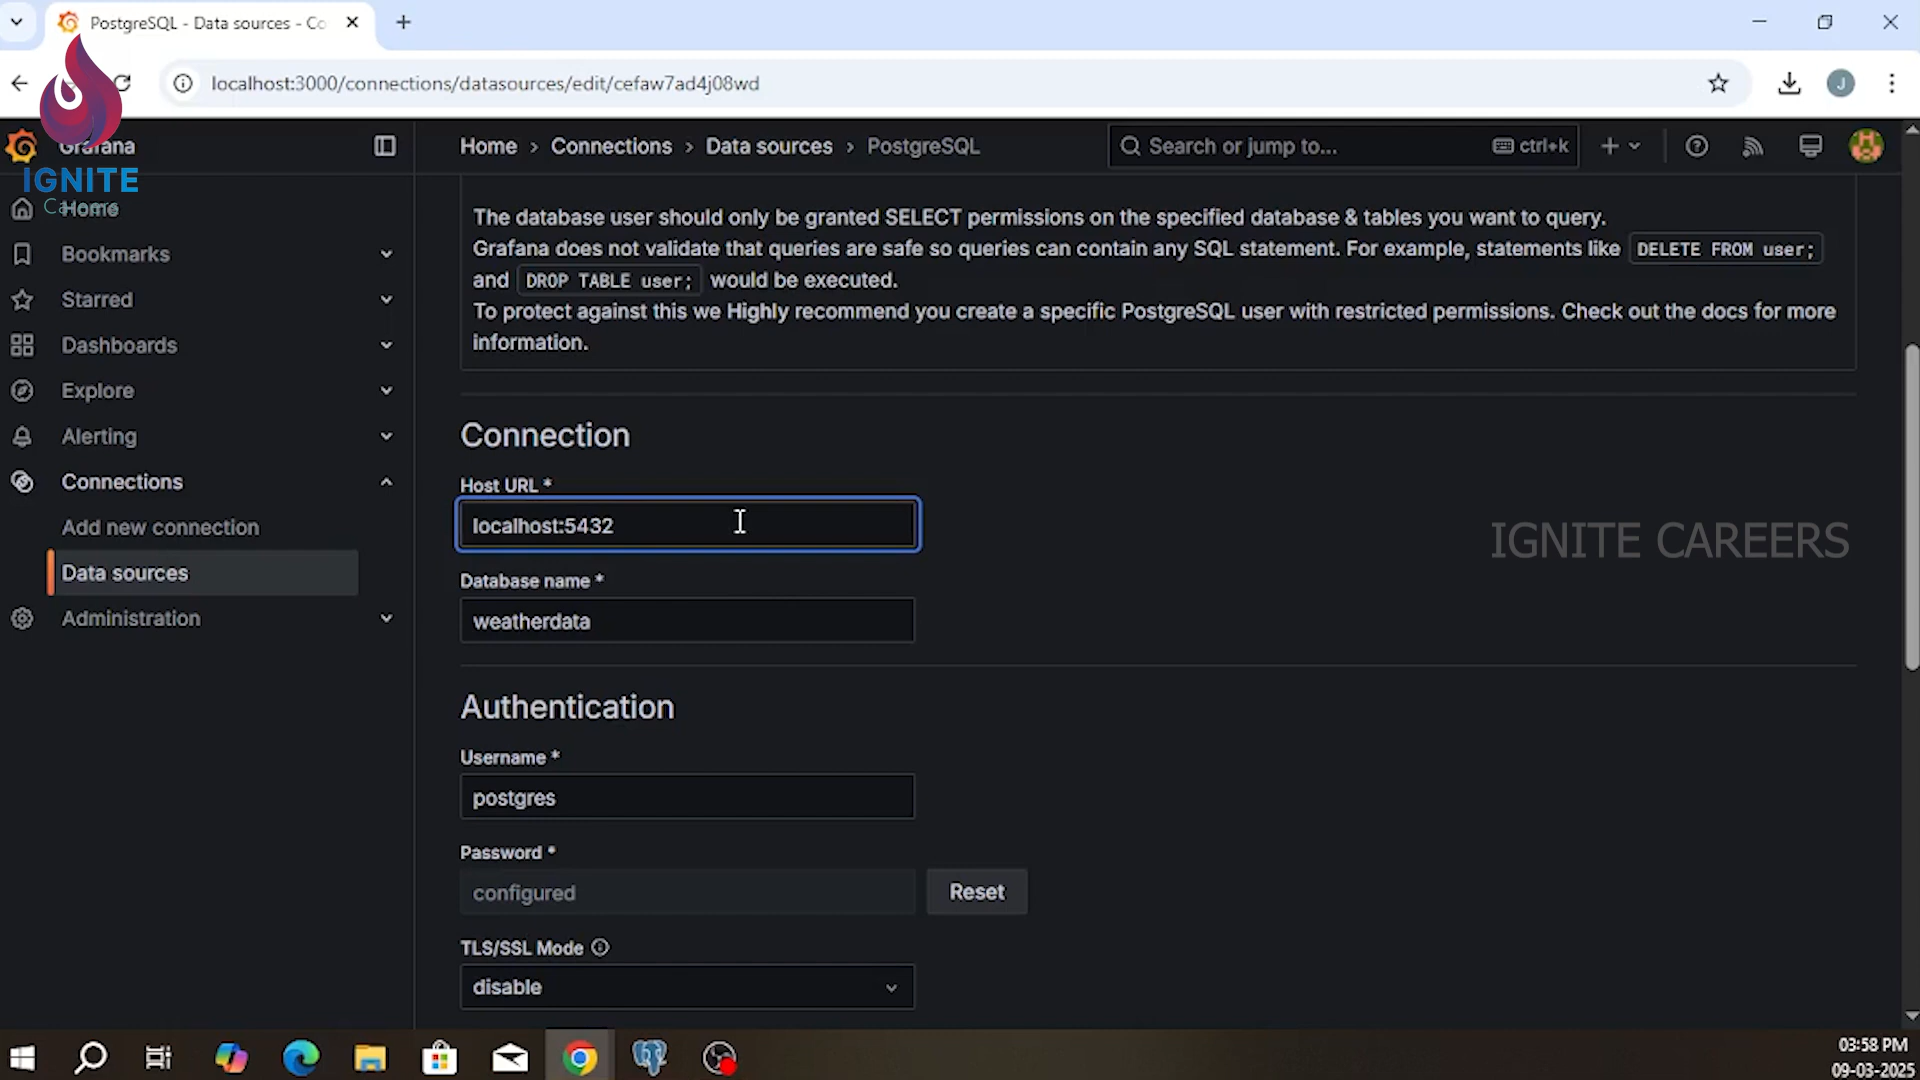 PostgreSQL - Data sources - Co
localhost:3000/connections/datasources/edit/cefaw7ad4j08wd
J
Grafana
IGNITE
Careers
Home › Connections › Data sources › PostgreSQL
Search or jump to...
ctrl+k
Home
Bookmarks
Starred
Dashboards
Explore
Alerting
Connections
Add new connection
Data sources
Administration
The database user should only be granted SELECT permissions on the specified database & tables you want to query.
Grafana does not validate that queries are safe so queries can contain any SQL statement. For example, statements like DELETE FROM user;
and DROP TABLE user; would be executed.
To protect against this we Highly recommend you create a specific PostgreSQL user with restricted permissions. Check out the docs for more
information.
Connection
Host URL *
localhost:5432
Database name *
weatherdata
IGNITE CAREERS
Authentication
Username *
postgres
Password *
configured
Reset
TLS/SSL Mode
disable
03:58 PM
09-03-2025